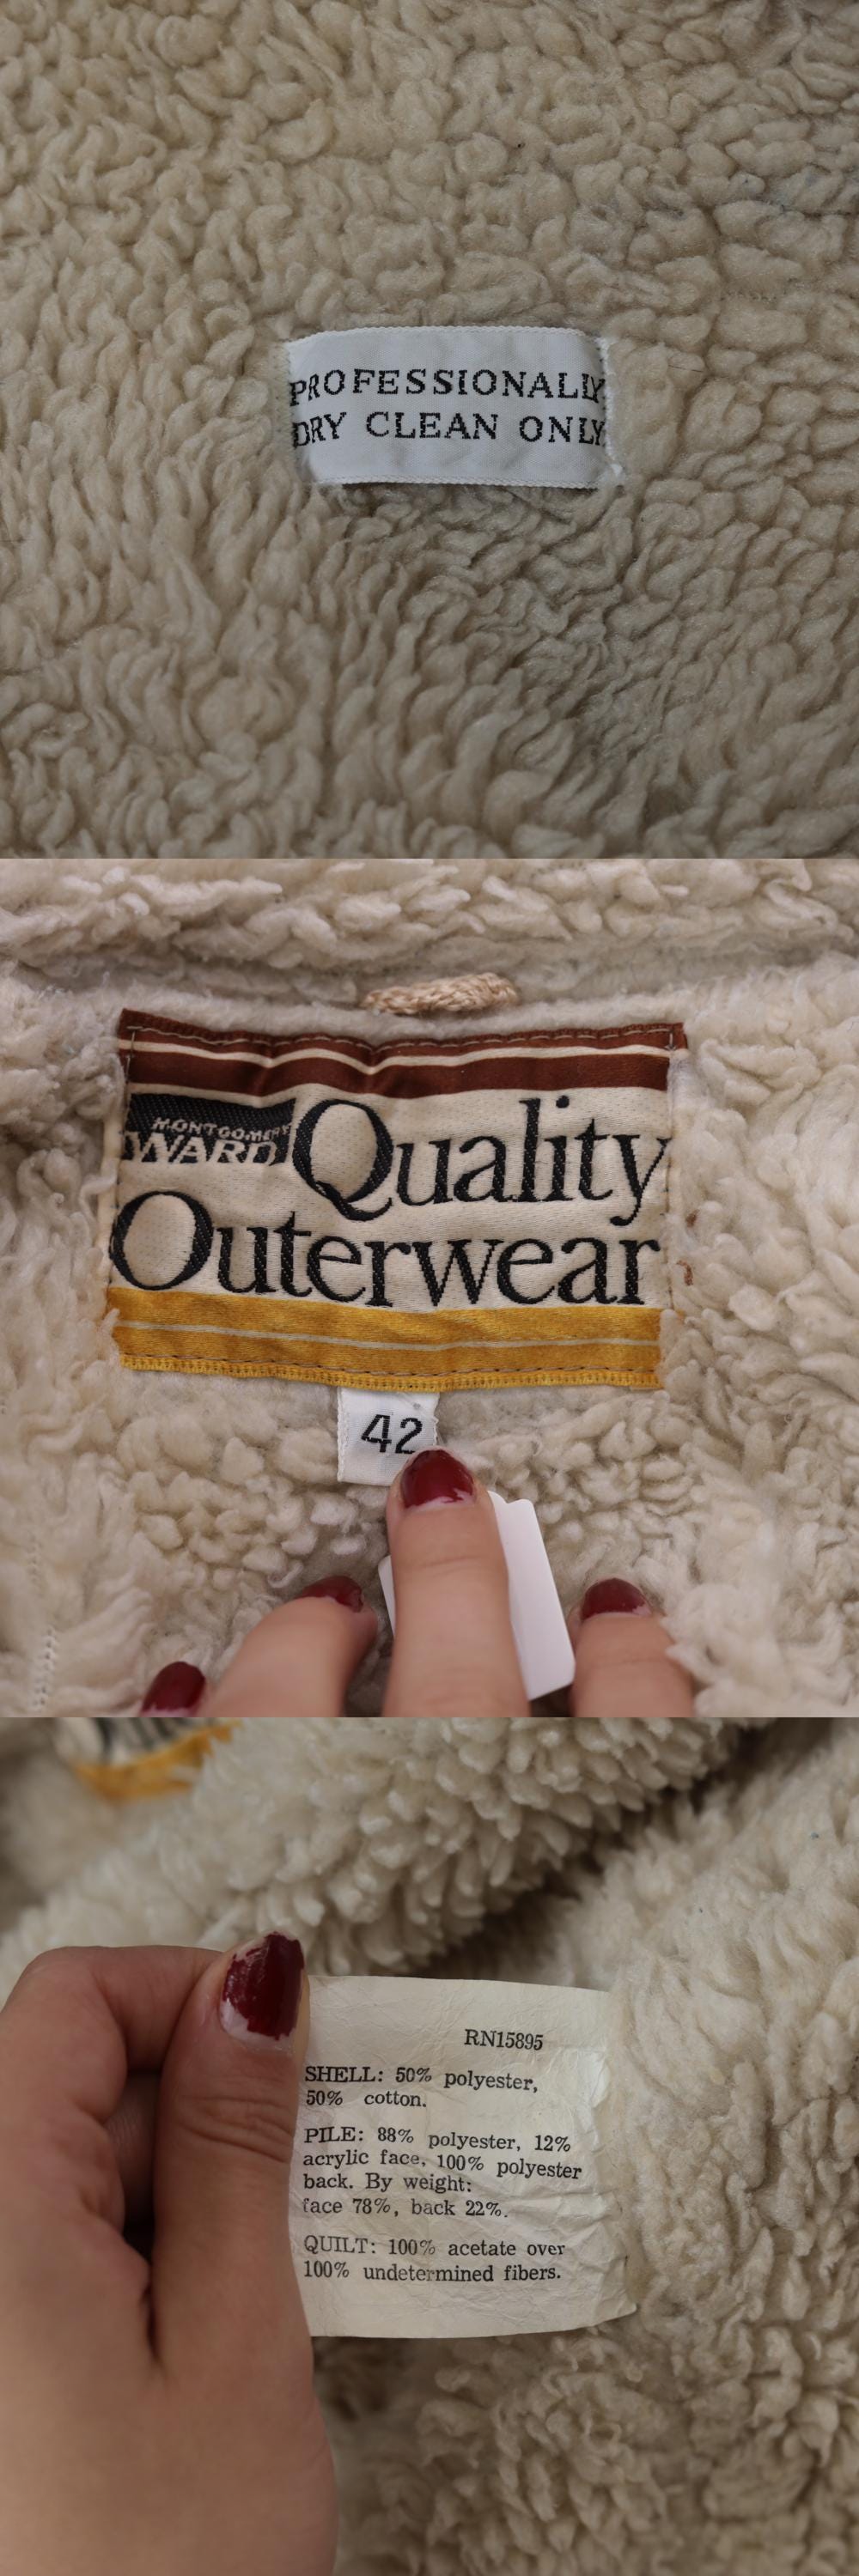 PROFESSIONALLY
DRY CLEAN ONLY
MONTGOMERY
WARD
Quality
Outerwear
42
RN15895
SHELL: 50% polyester,
50% cotton.
PILE: 88% polyester, 12%
acrylic face, 100% polyester
back. By weight:
face 78%, back 22%.
QUILT: 100% acetate over
100% undetermined fibers.